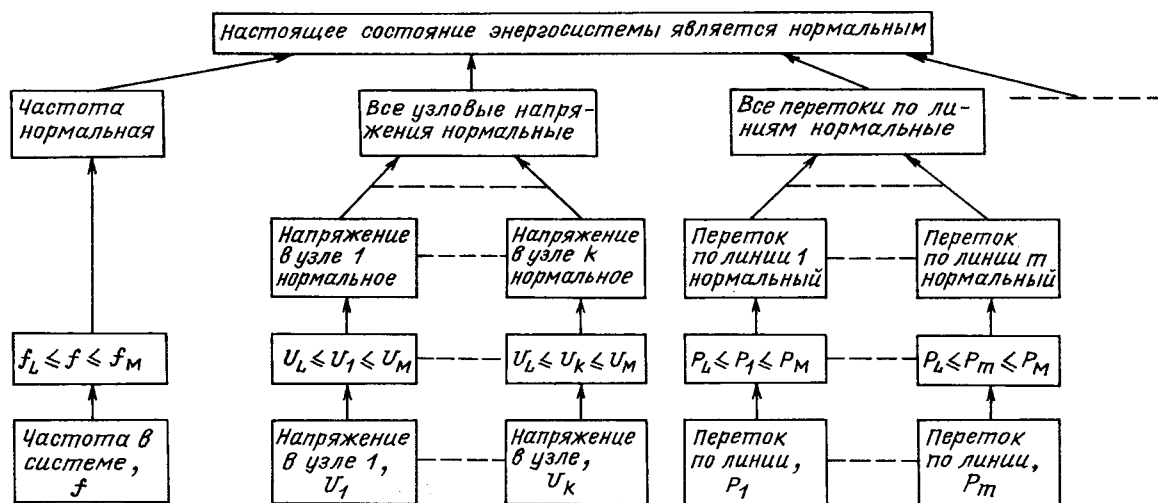 Настоящее состояние энергосистемы является нормальным
Частота
нормальная
Все узловые напря-
жения нормальные
Все перетоки по ли-
ниям нормальные
Напряжение
в узле 1
нормальное
Напряжение
в узле k
нормальное
Переток
по линии 1
нормальный
Переток
по линии m
нормальный
f_L ≤ f ≤ f_M
U_L ≤ U_1 ≤ U_M
U_L ≤ U_k ≤ U_M
P_L ≤ P_1 ≤ P_M
P_L ≤ P_m ≤ P_M
Частота в
системе,
f
Напряжение
в узле 1,
U_1
Напряжение
в узле,
U_k
Переток
по линии,
P_1
Переток
по линии,
P_m